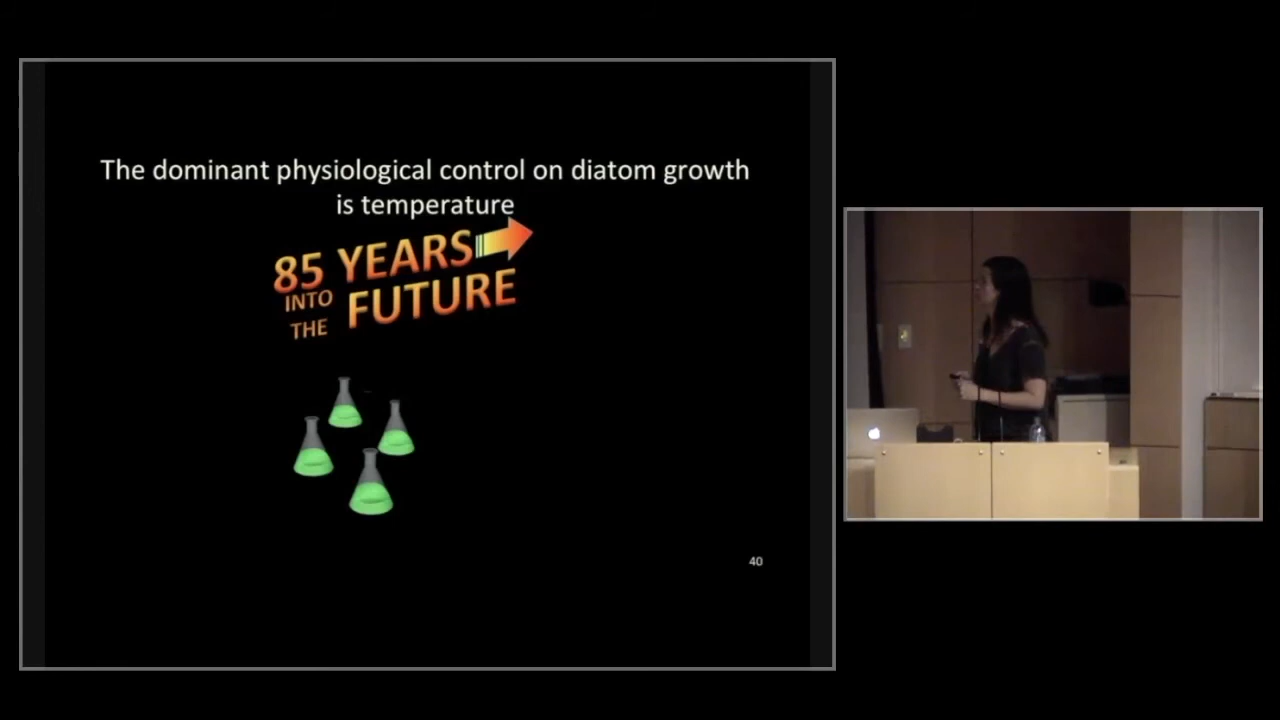 The dominant physiological control on diatom growth
is temperature
85 YEARS
INTO
THE
FUTURE
40